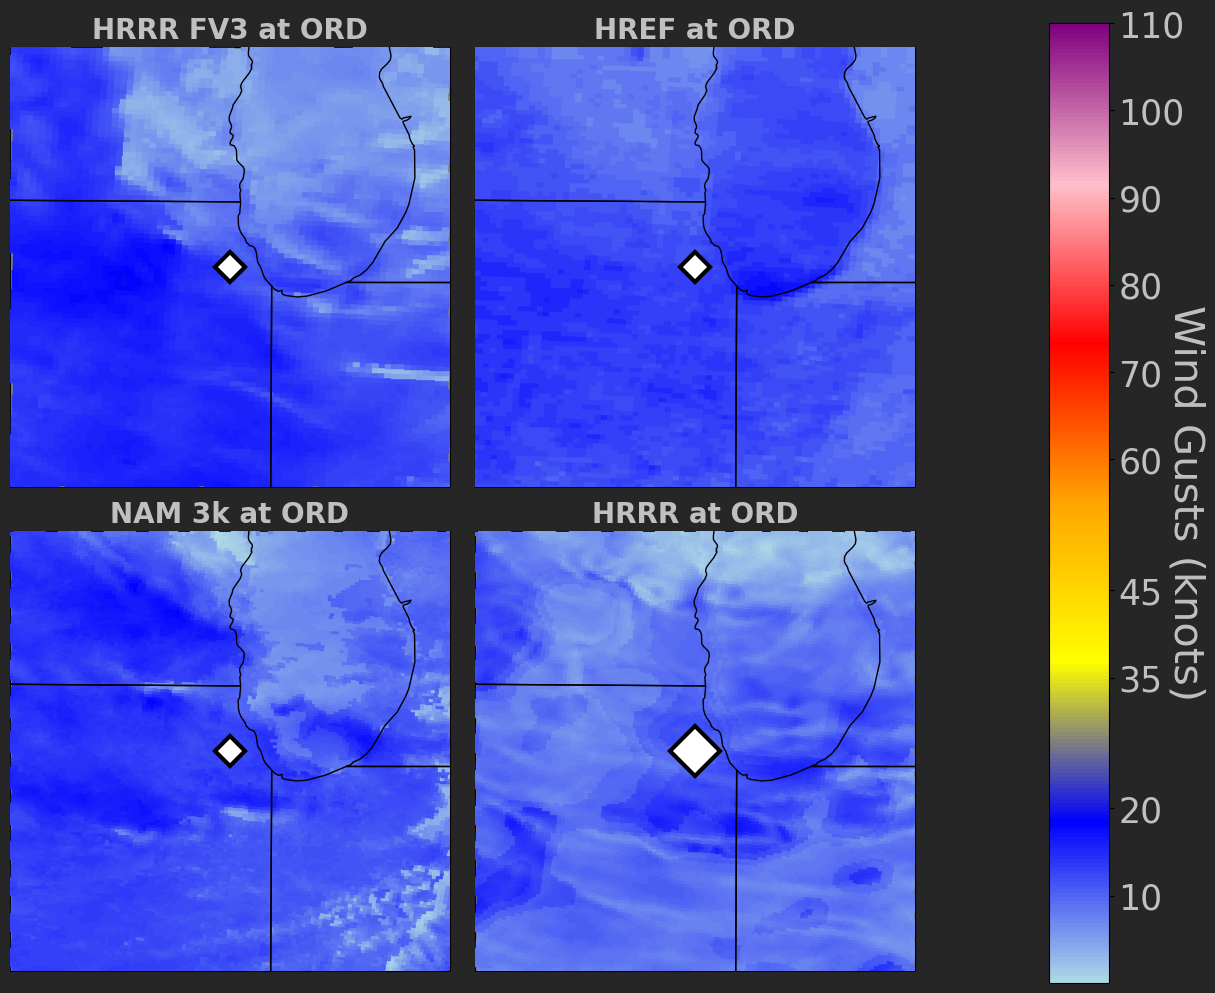 HRRR FV3 at ORD
HREF at ORD
NAM 3k at ORD
HRRR at ORD
110
100
90
80
70
60
45
35
20
10
Wind Gusts (knots)